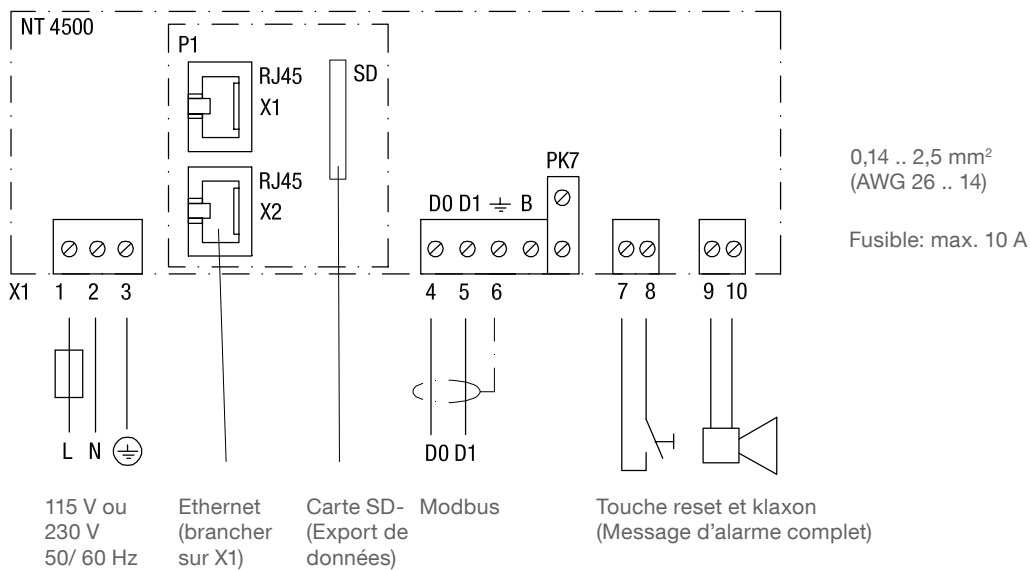 NT 4500
P1
RJ45
X1
SD
RJ45
X2
PK7
D0 D1 ⏚ B
0,14 .. 2,5 mm²
(AWG 26 .. 14)
Fusible: max. 10 A
X1 1 2 3 4 5 6 7 8 9 10
L N
D0 D1
115 V ou
230 V
50/ 60 Hz
Ethernet
(brancher
sur X1)
Carte SD-
(Export de
données)
Modbus
Touche reset et klaxon
(Message d'alarme complet)